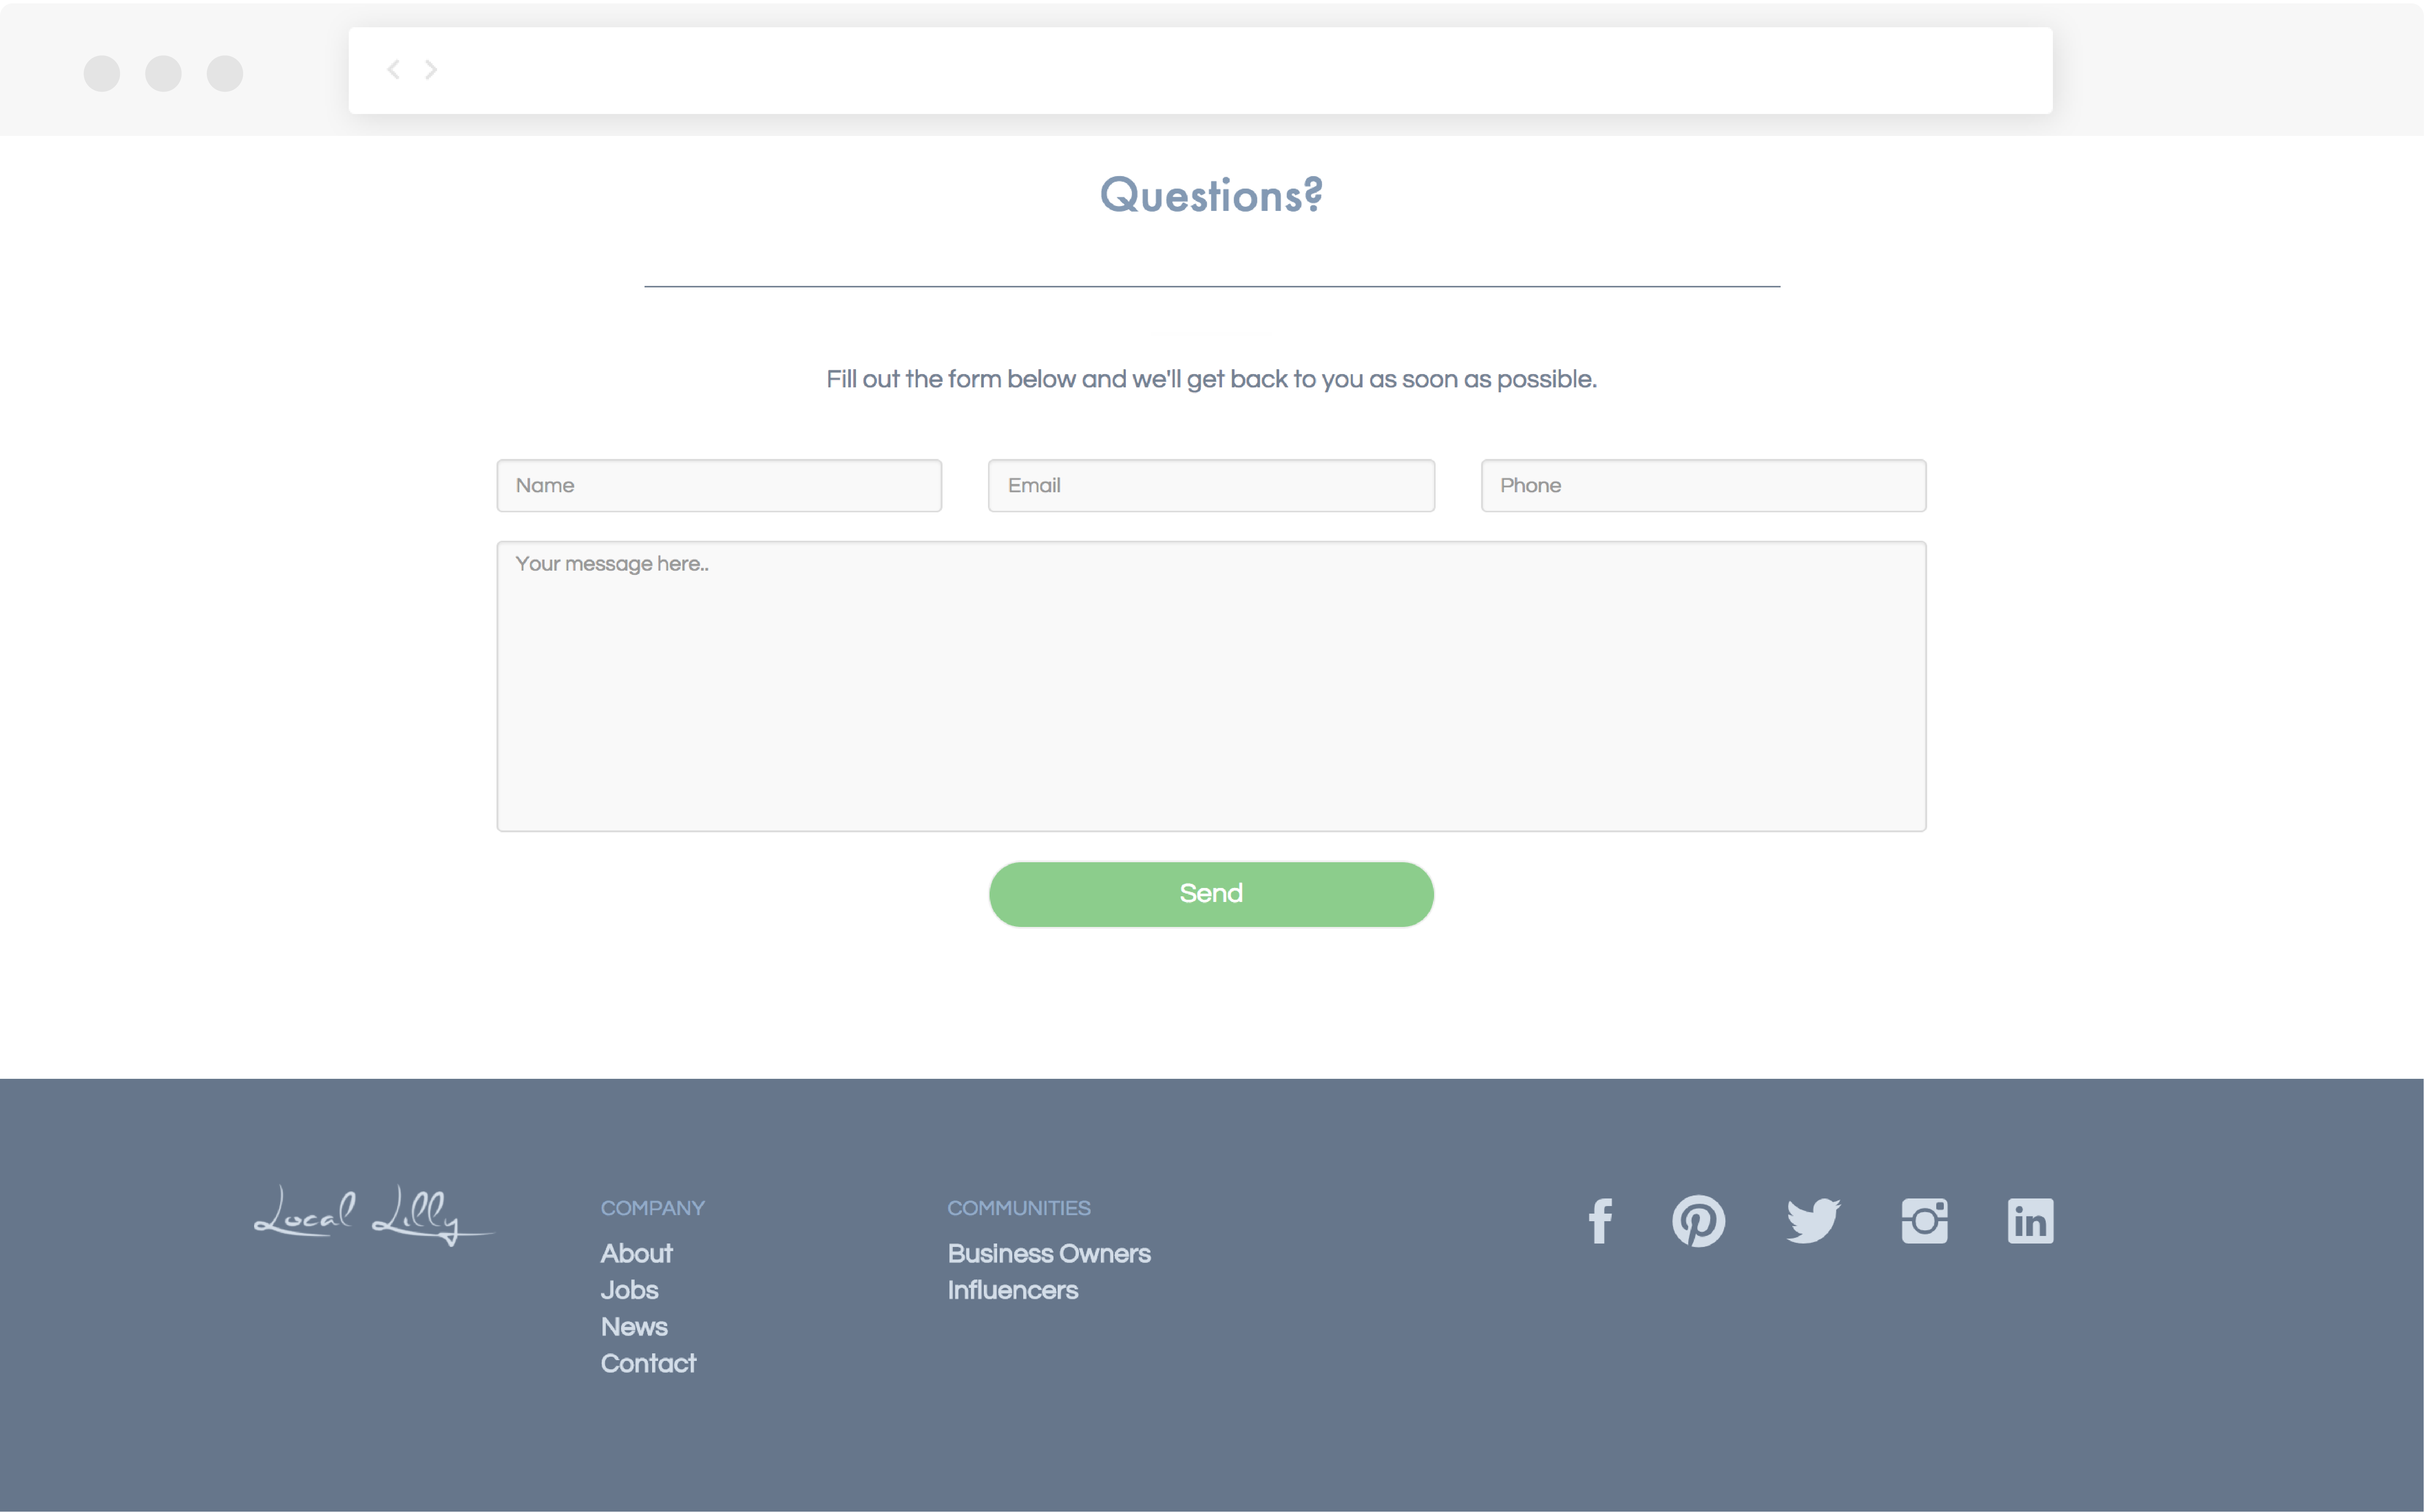 Questions?
Fill out the form below and we'll get back to you as soon as possible.
Name
Email
Phone
Your message here..
Send
Local Lilly
COMPANY
About
Jobs
News
Contact
COMMUNITIES
Business Owners
Influencers